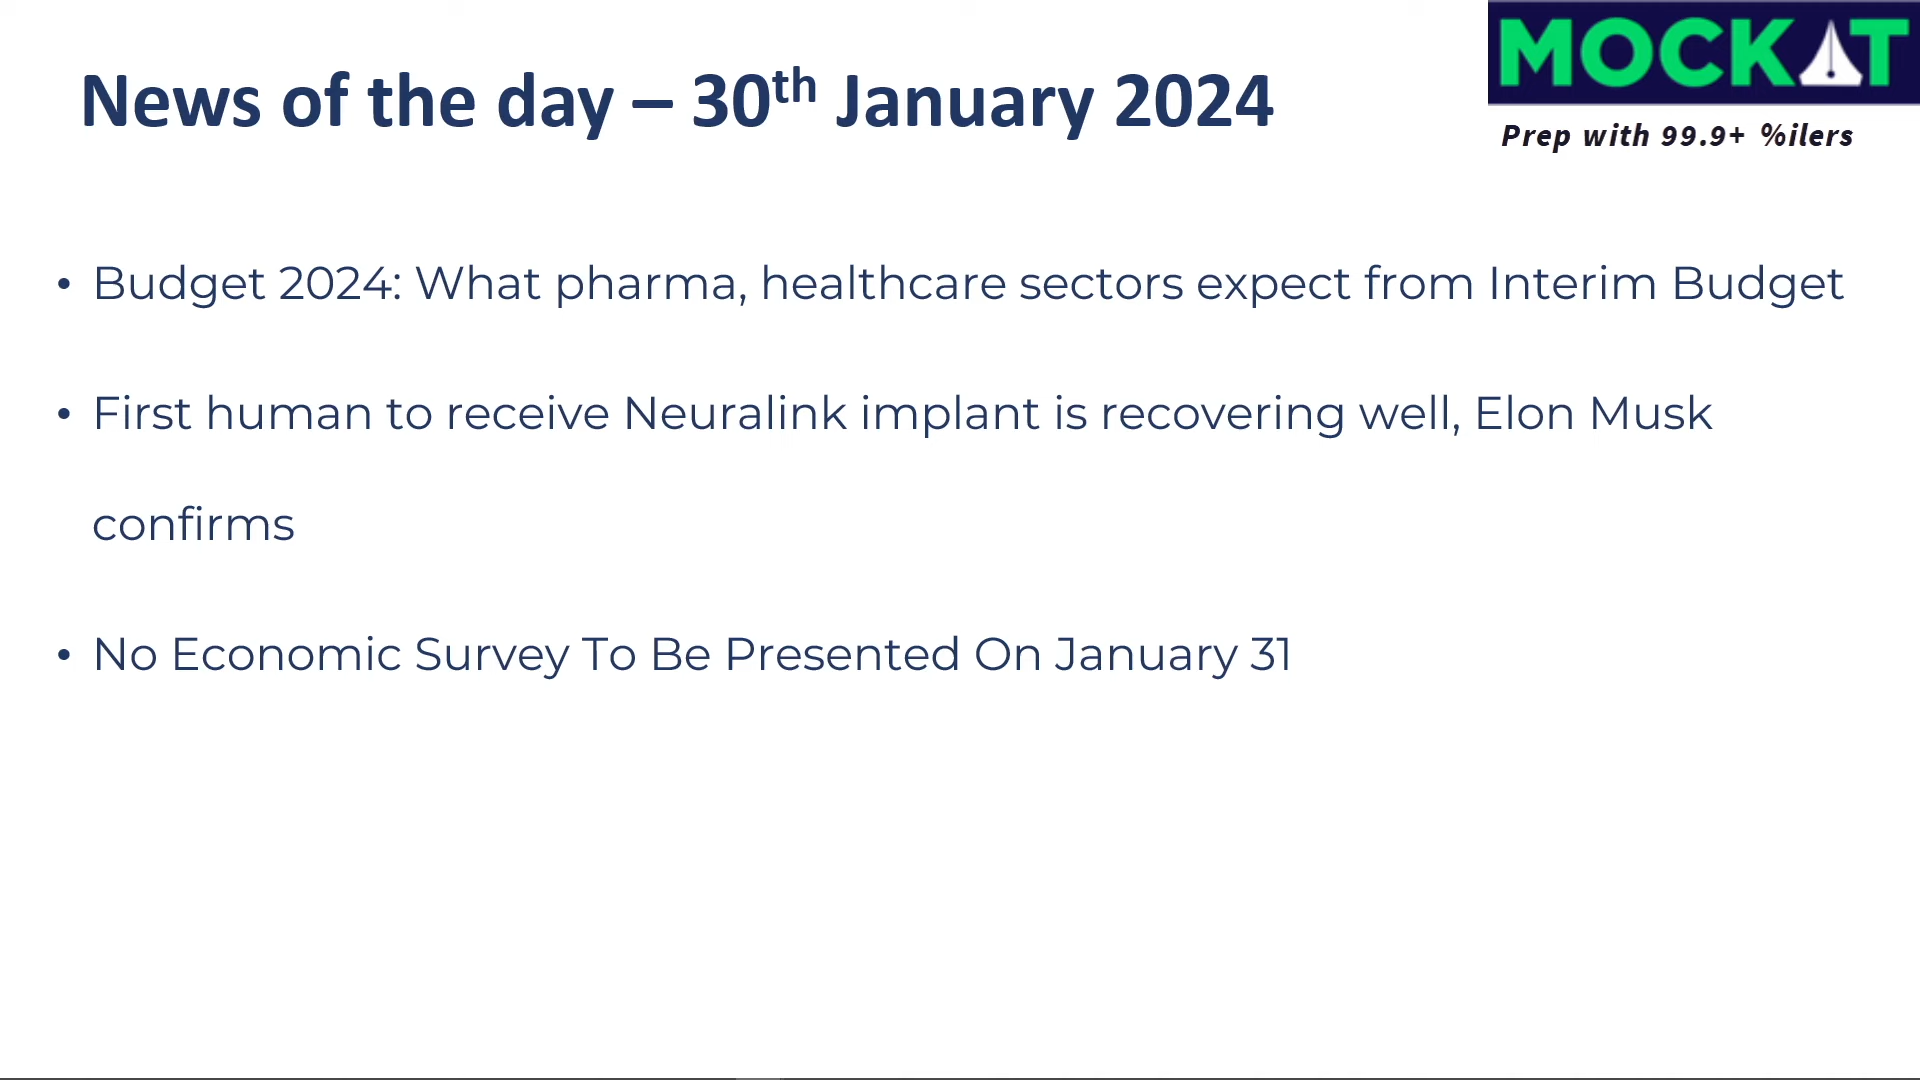 MOCKAT
News of the day – 30th January 2024
Prep with 99.9+ %ilers
• Budget 2024: What pharma, healthcare sectors expect from Interim Budget
• First human to receive Neuralink implant is recovering well, Elon Musk
confirms
• No Economic Survey To Be Presented On January 31